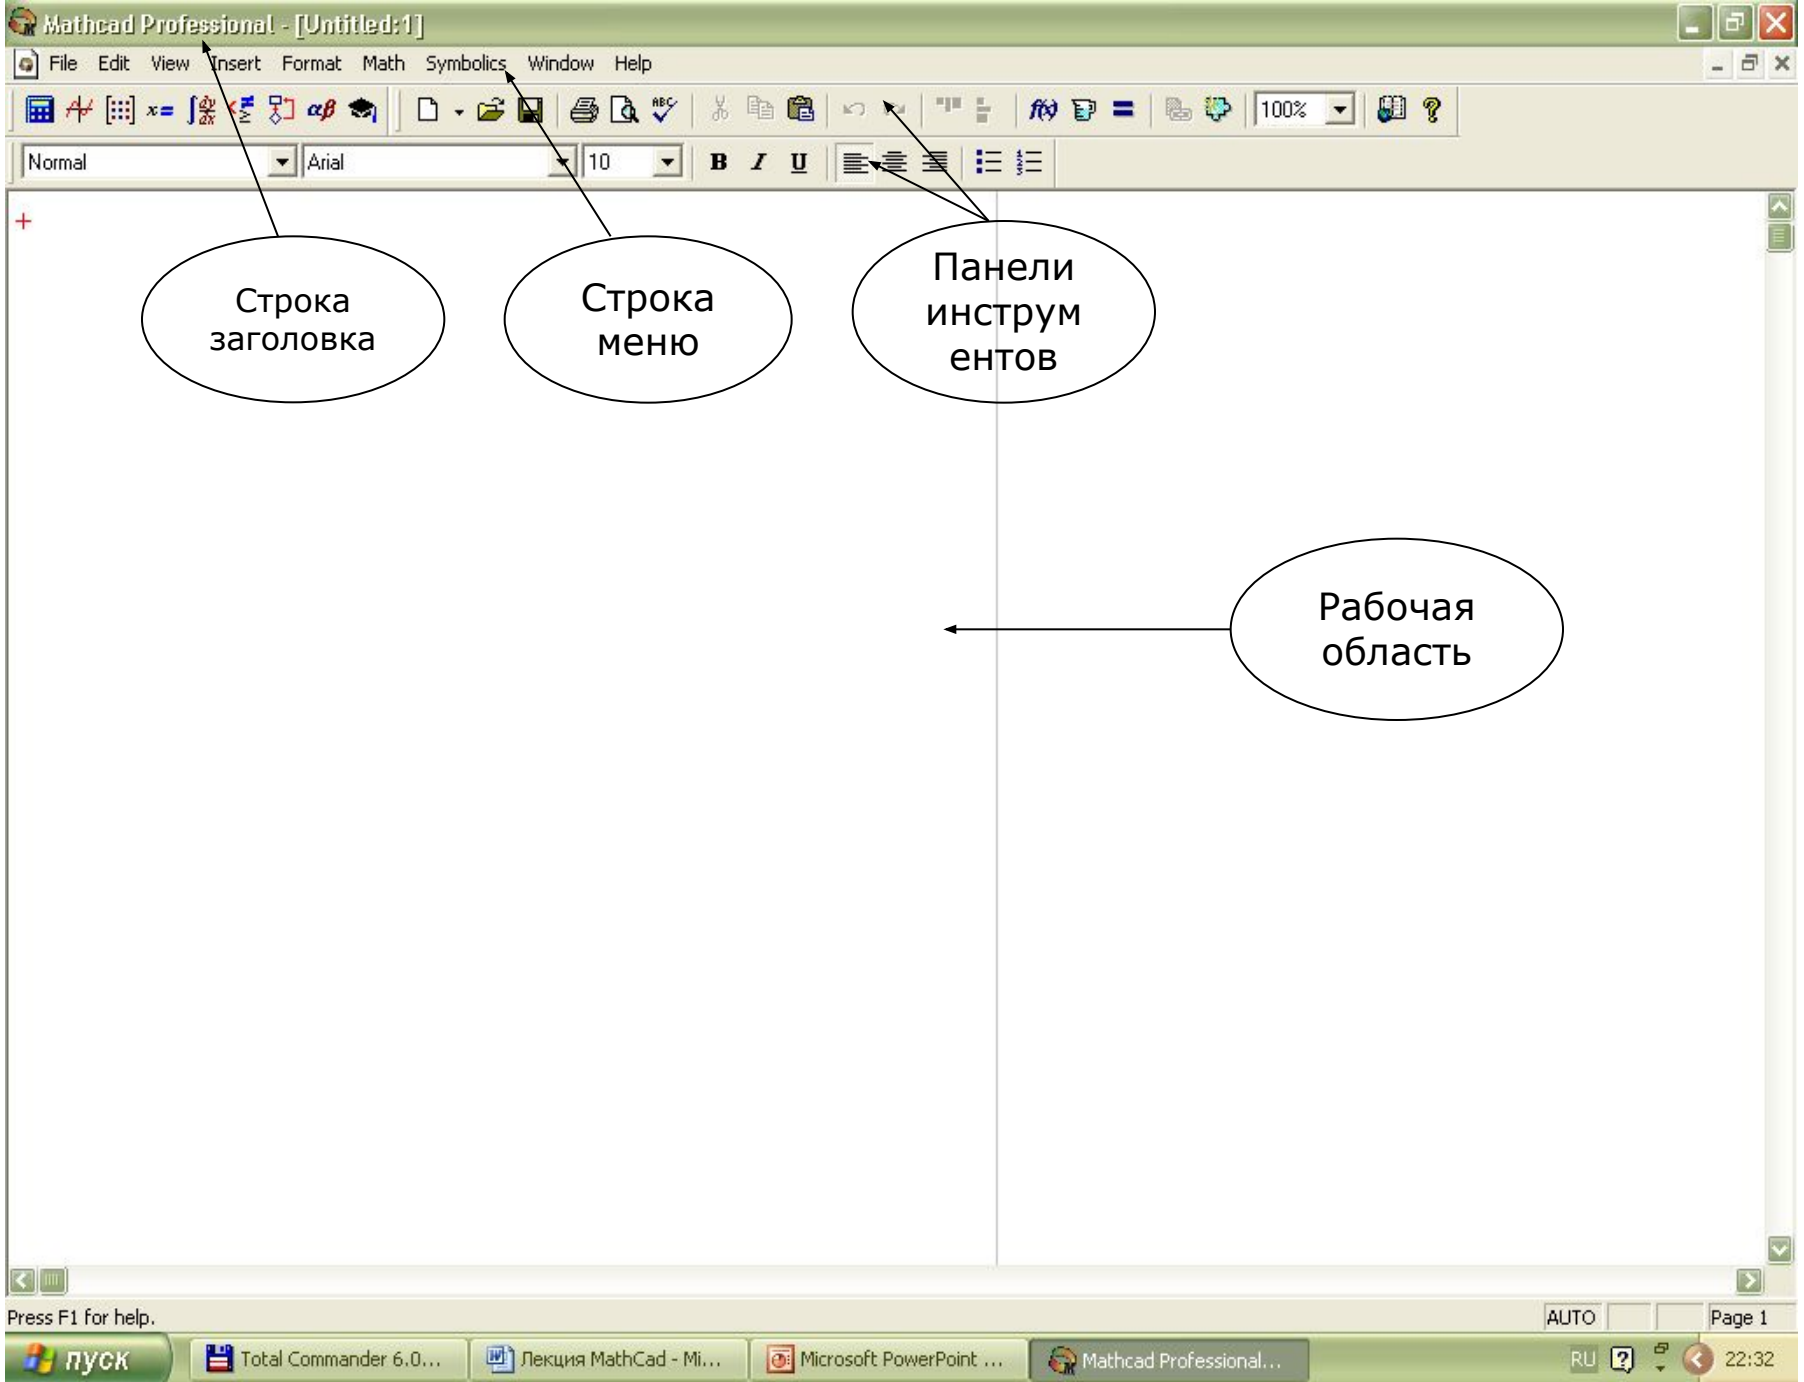 Mathcad Professional - [Untitled:1]
File Edit View Insert Format Math Symbolics Window Help
x= αβ ABC f(x) 100%
Normal Arial 10 B I U
Строка
заголовка
Строка
меню
Панели
инструм
ентов
Рабочая
область
Press F1 for help. AUTO Page 1
пуск Total Commander 6.0... Лекция MathCad - Mi... Microsoft PowerPoint ... Mathcad Professional... RU 22:32